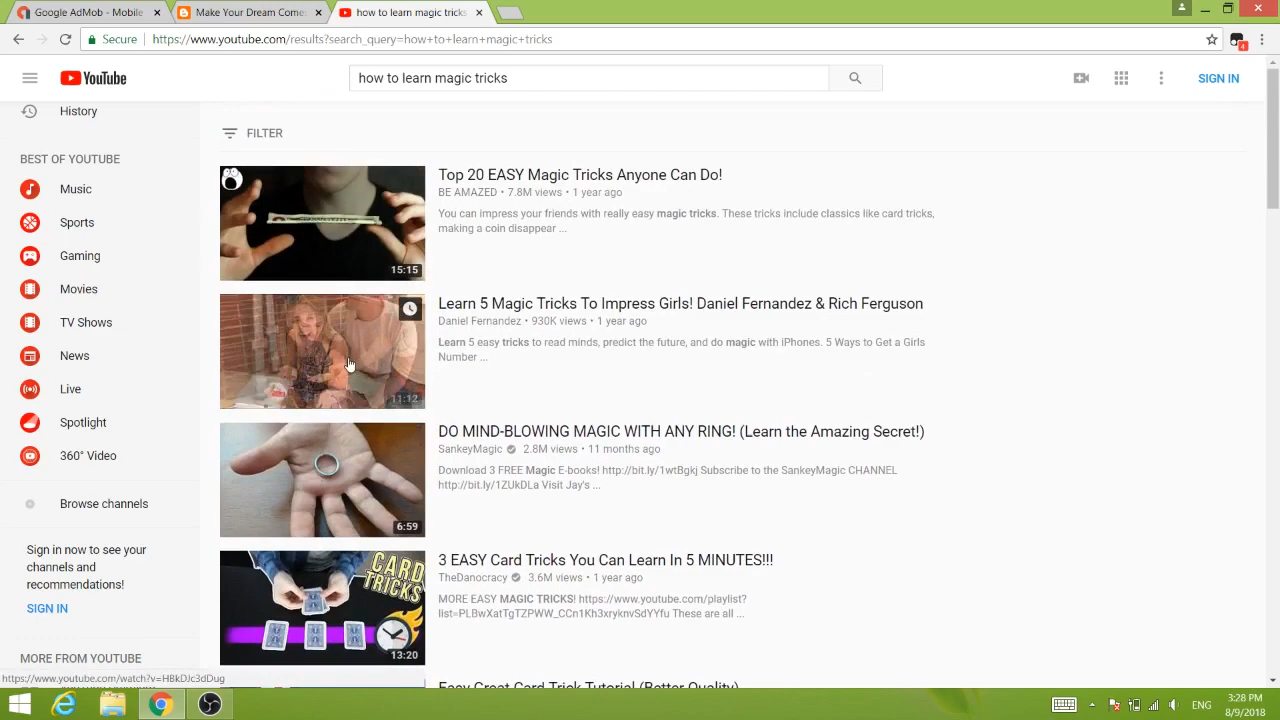 Google AdMob - Mobile
Make Your Dream Comes
how to learn magic tricks
Secure
https://www.youtube.com/results?search_query=how+to+learn+magic+tricks
4
YouTube
how to learn magic tricks
SIGN IN
History
BEST OF YOUTUBE
Music
Sports
Gaming
Movies
TV Shows
News
Live
Spotlight
360° Video
Browse channels
Sign in now to see your
channels and
recommendations!
SIGN IN
MORE FROM YOUTUBE
FILTER
15:15
Top 20 EASY Magic Tricks Anyone Can Do!
BE AMAZED • 7.8M views • 1 year ago
You can impress your friends with really easy magic tricks. These tricks include classics like card tricks,
making a coin disappear ...
11:12
Learn 5 Magic Tricks To Impress Girls! Daniel Fernandez & Rich Ferguson
Daniel Fernandez • 930K views • 1 year ago
Learn 5 easy tricks to read minds, predict the future, and do magic with iPhones. 5 Ways to Get a Girls
Number ...
6:59
DO MIND-BLOWING MAGIC WITH ANY RING! (Learn the Amazing Secret!)
SankeyMagic 2.8M views • 11 months ago
Download 3 FREE Magic E-books! http://bit.ly/1wtBgkj Subscribe to the SankeyMagic CHANNEL
http://bit.ly/1ZUkDLa Visit Jay's ...
CARD
TRICKS
13:20
3 EASY Card Tricks You Can Learn In 5 MINUTES!!!
TheDanocracy 3.6M views • 1 year ago
MORE EASY MAGIC TRICKS! https://www.youtube.com/playlist?
list=PLBwXatTgTZPWW_CCn1Kh3xryknvSdYYfu These are all ...
Easy Great Card Trick Tutorial (Better Quality)
https://www.youtube.com/watch?v=HBkDJc3dDug
ENG
3:28 PM
8/9/2018